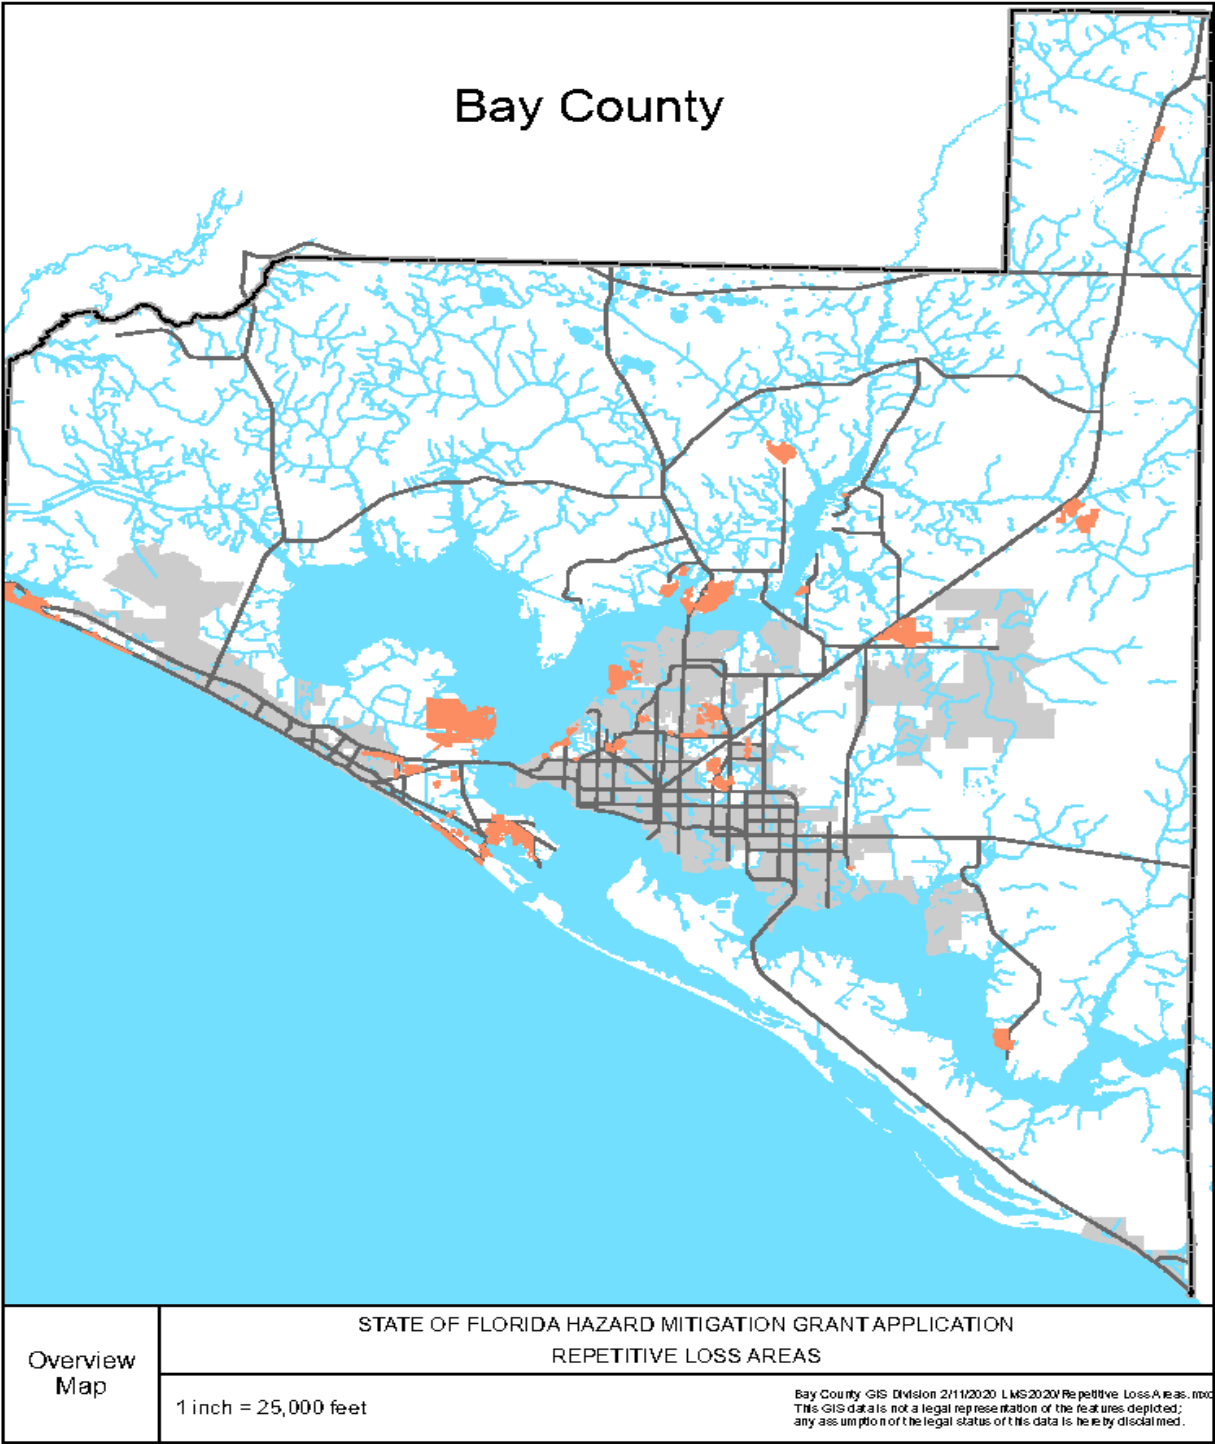 Bay County
STATE OF FLORIDA HAZARD MITIGATION GRANT APPLICATION
REPETITIVE LOSS AREAS
Overview
Map
1 inch = 25,000 feet
Bay County GIS Division 2/11/2020 LMS2020/Repetitive Loss Areas.mxd
This GIS data is not a legal representation of the features depicted;
any assumption of the legal status of this data is hereby disclaimed.